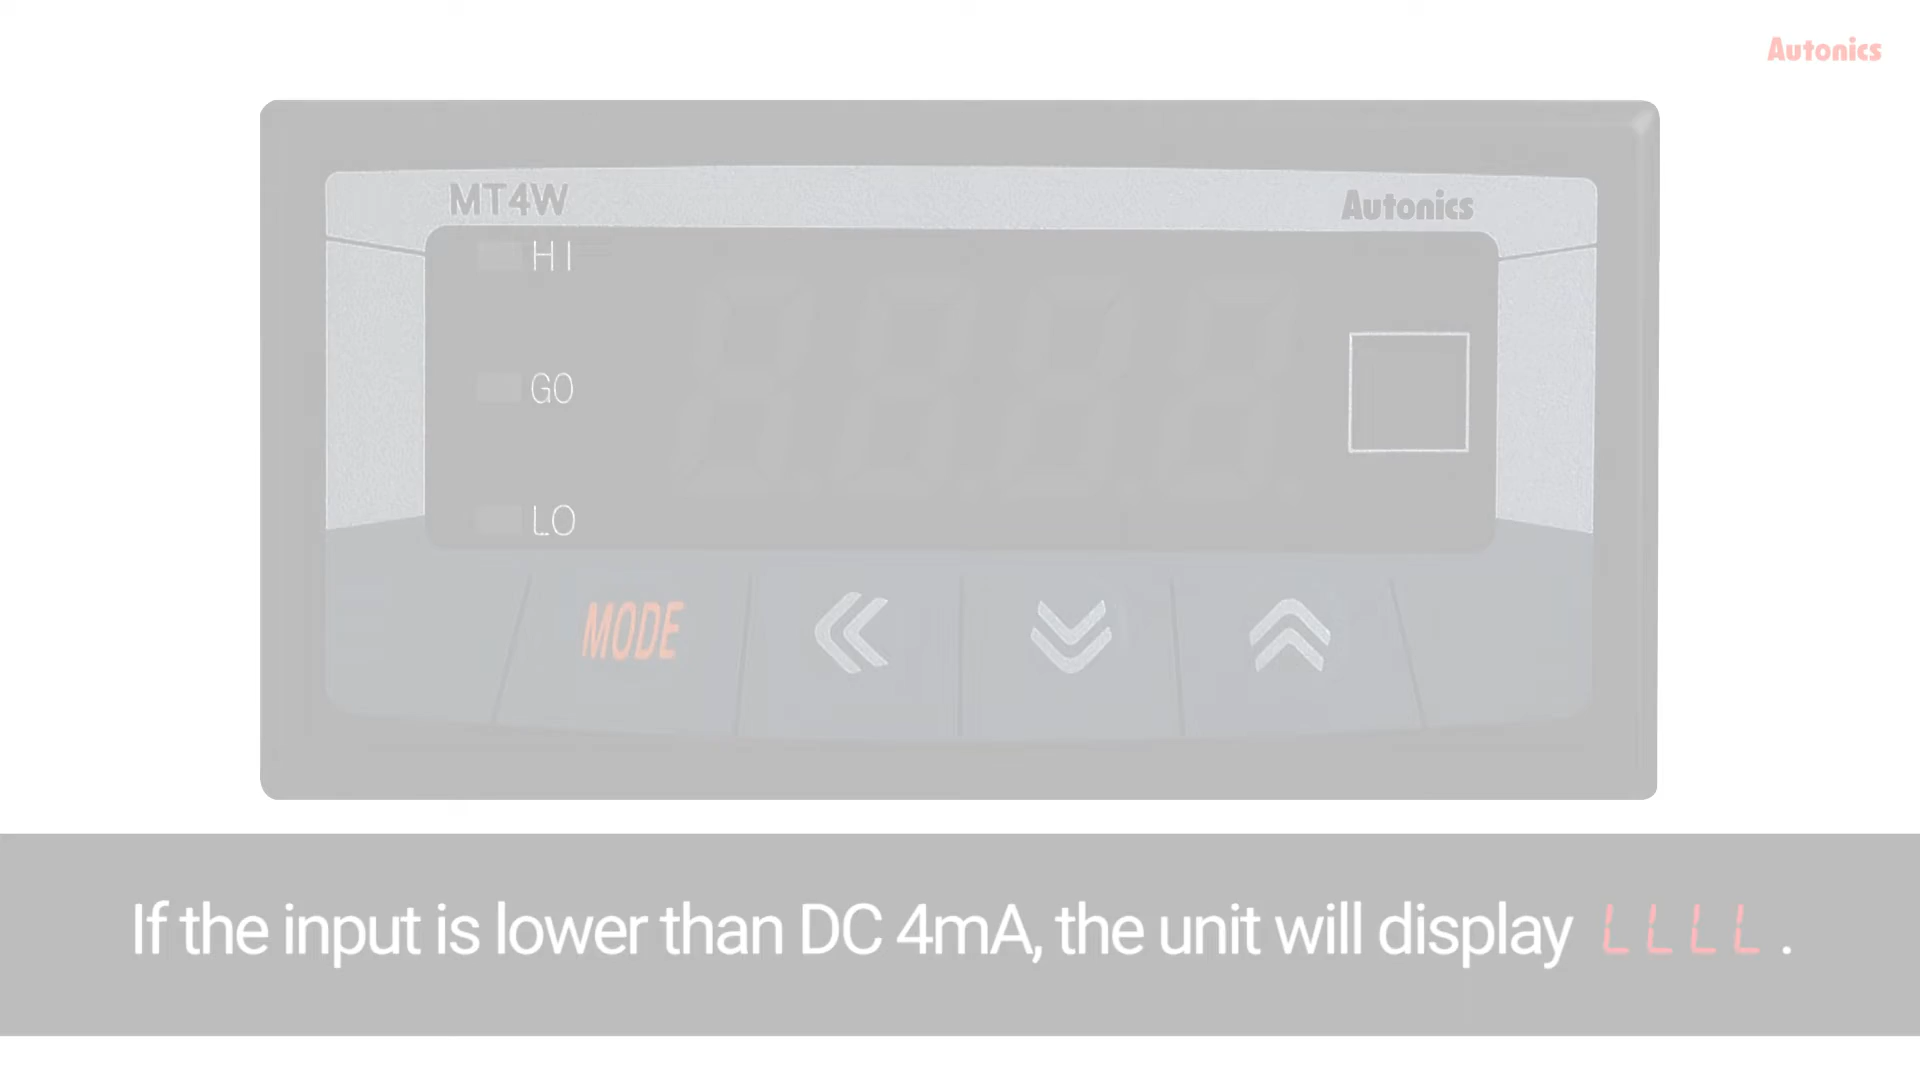 Autonics
MT4W
Autonics
HI
GO
LO
MODE
If the input is lower than DC 4mA, the unit will display LLLL.